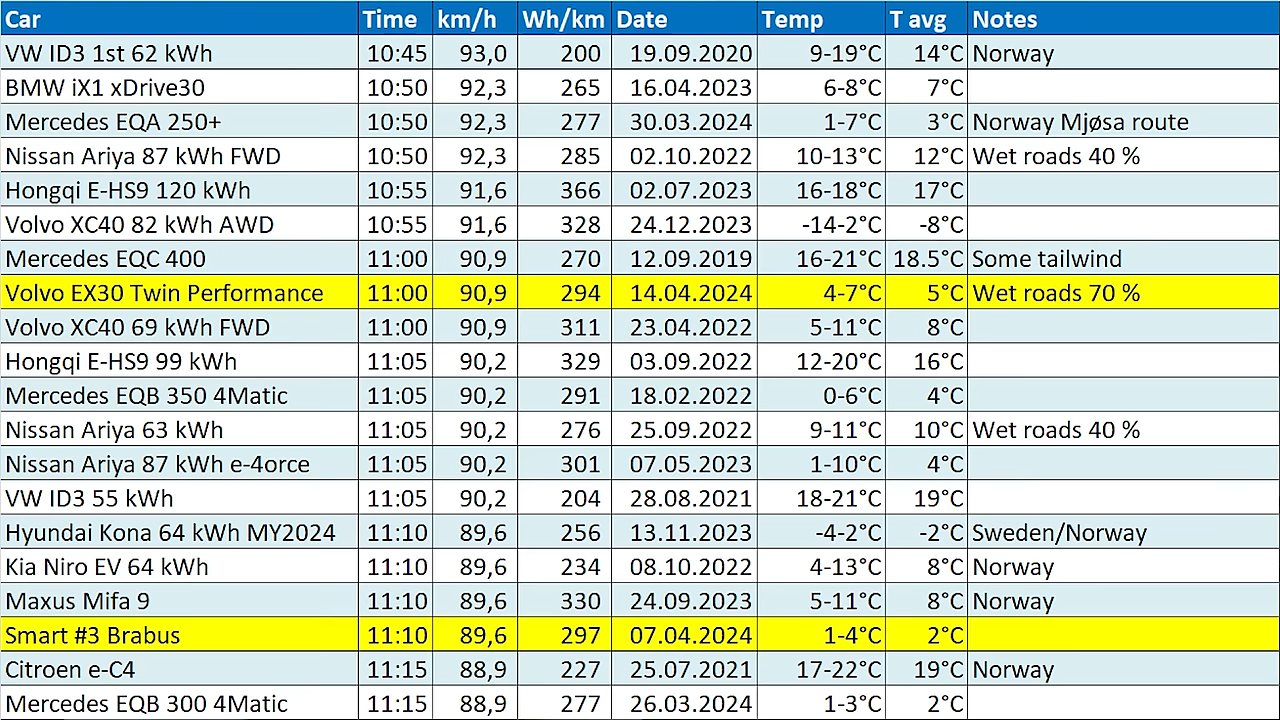 Car Time km/h Wh/km Date Temp T avg Notes
VW ID3 1st 62 kWh 10:45 93,0 200 19.09.2020 9-19°C 14°C Norway
BMW iX1 xDrive30 10:50 92,3 265 16.04.2023 6-8°C 7°C
Mercedes EQA 250+ 10:50 92,3 277 30.03.2024 1-7°C 3°C Norway Mjøsa route
Nissan Ariya 87 kWh FWD 10:50 92,3 285 02.10.2022 10-13°C 12°C Wet roads 40 %
Hongqi E-HS9 120 kWh 10:55 91,6 366 02.07.2023 16-18°C 17°C
Volvo XC40 82 kWh AWD 10:55 91,6 328 24.12.2023 -14-2°C -8°C
Mercedes EQC 400 11:00 90,9 270 12.09.2019 16-21°C 18.5°C Some tailwind
Volvo EX30 Twin Performance 11:00 90,9 294 14.04.2024 4-7°C 5°C Wet roads 70 %
Volvo XC40 69 kWh FWD 11:00 90,9 311 23.04.2022 5-11°C 8°C
Hongqi E-HS9 99 kWh 11:05 90,2 329 03.09.2022 12-20°C 16°C
Mercedes EQB 350 4Matic 11:05 90,2 291 18.02.2022 0-6°C 4°C
Nissan Ariya 63 kWh 11:05 90,2 276 25.09.2022 9-11°C 10°C Wet roads 40 %
Nissan Ariya 87 kWh e-4orce 11:05 90,2 301 07.05.2023 1-10°C 4°C
VW ID3 55 kWh 11:05 90,2 204 28.08.2021 18-21°C 19°C
Hyundai Kona 64 kWh MY2024 11:10 89,6 256 13.11.2023 -4-2°C -2°C Sweden/Norway
Kia Niro EV 64 kWh 11:10 89,6 234 08.10.2022 4-13°C 8°C Norway
Maxus Mifa 9 11:10 89,6 330 24.09.2023 5-11°C 8°C Norway
Smart #3 Brabus 11:10 89,6 297 07.04.2024 1-4°C 2°C
Citroen e-C4 11:15 88,9 227 25.07.2021 17-22°C 19°C Norway
Mercedes EQB 300 4Matic 11:15 88,9 277 26.03.2024 1-3°C 2°C